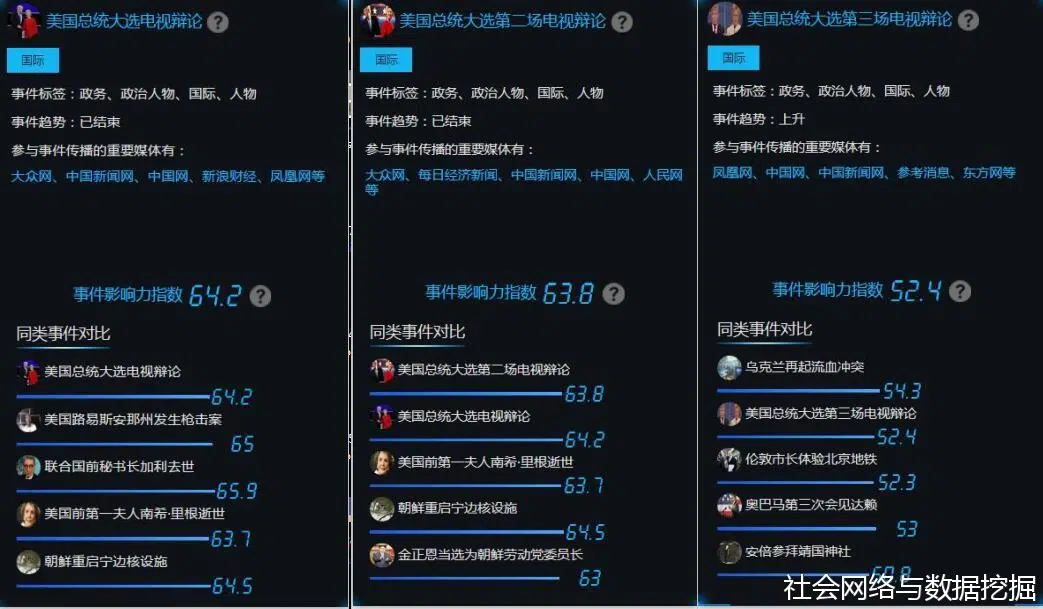 美国总统大选电视辩论 ?
国际
事件标签：政务、政治人物、国际、人物
事件趋势：已结束
参与事件传播的重要媒体有：
大众网、中国新闻网、中国网、新浪财经、凤凰网等
事件影响力指数 64.2 ?
同类事件对比
美国总统大选电视辩论
64.2
美国路易斯安那州发生枪击案
65
联合国前秘书长加利去世
65.9
美国前第一夫人南希·里根逝世
63.7
朝鲜重启宁边核设施
64.5
美国总统大选第二场电视辩论 ?
国际
事件标签：政务、政治人物、国际、人物
事件趋势：已结束
参与事件传播的重要媒体有：
大众网、每日经济新闻、中国新闻网、中国网、人民网
等
事件影响力指数 63.8 ?
同类事件对比
美国总统大选第二场电视辩论
63.8
美国总统大选电视辩论
64.2
美国前第一夫人南希·里根逝世
63.7
朝鲜重启宁边核设施
64.5
金正恩当选为朝鲜劳动党委员长
63
美国总统大选第三场电视辩论 ?
国际
事件标签：政务、政治人物、国际、人物
事件趋势：上升
参与事件传播的重要媒体有：
凤凰网、中国网、中国新闻网、参考消息、东方网等
事件影响力指数 52.4 ?
同类事件对比
乌克兰再起流血冲突
54.3
美国总统大选第三场电视辩论
52.4
伦敦市长体验北京地铁
52.3
奥巴马第三次会见达赖
53
安倍参拜靖国神社
社会网络与数据挖掘